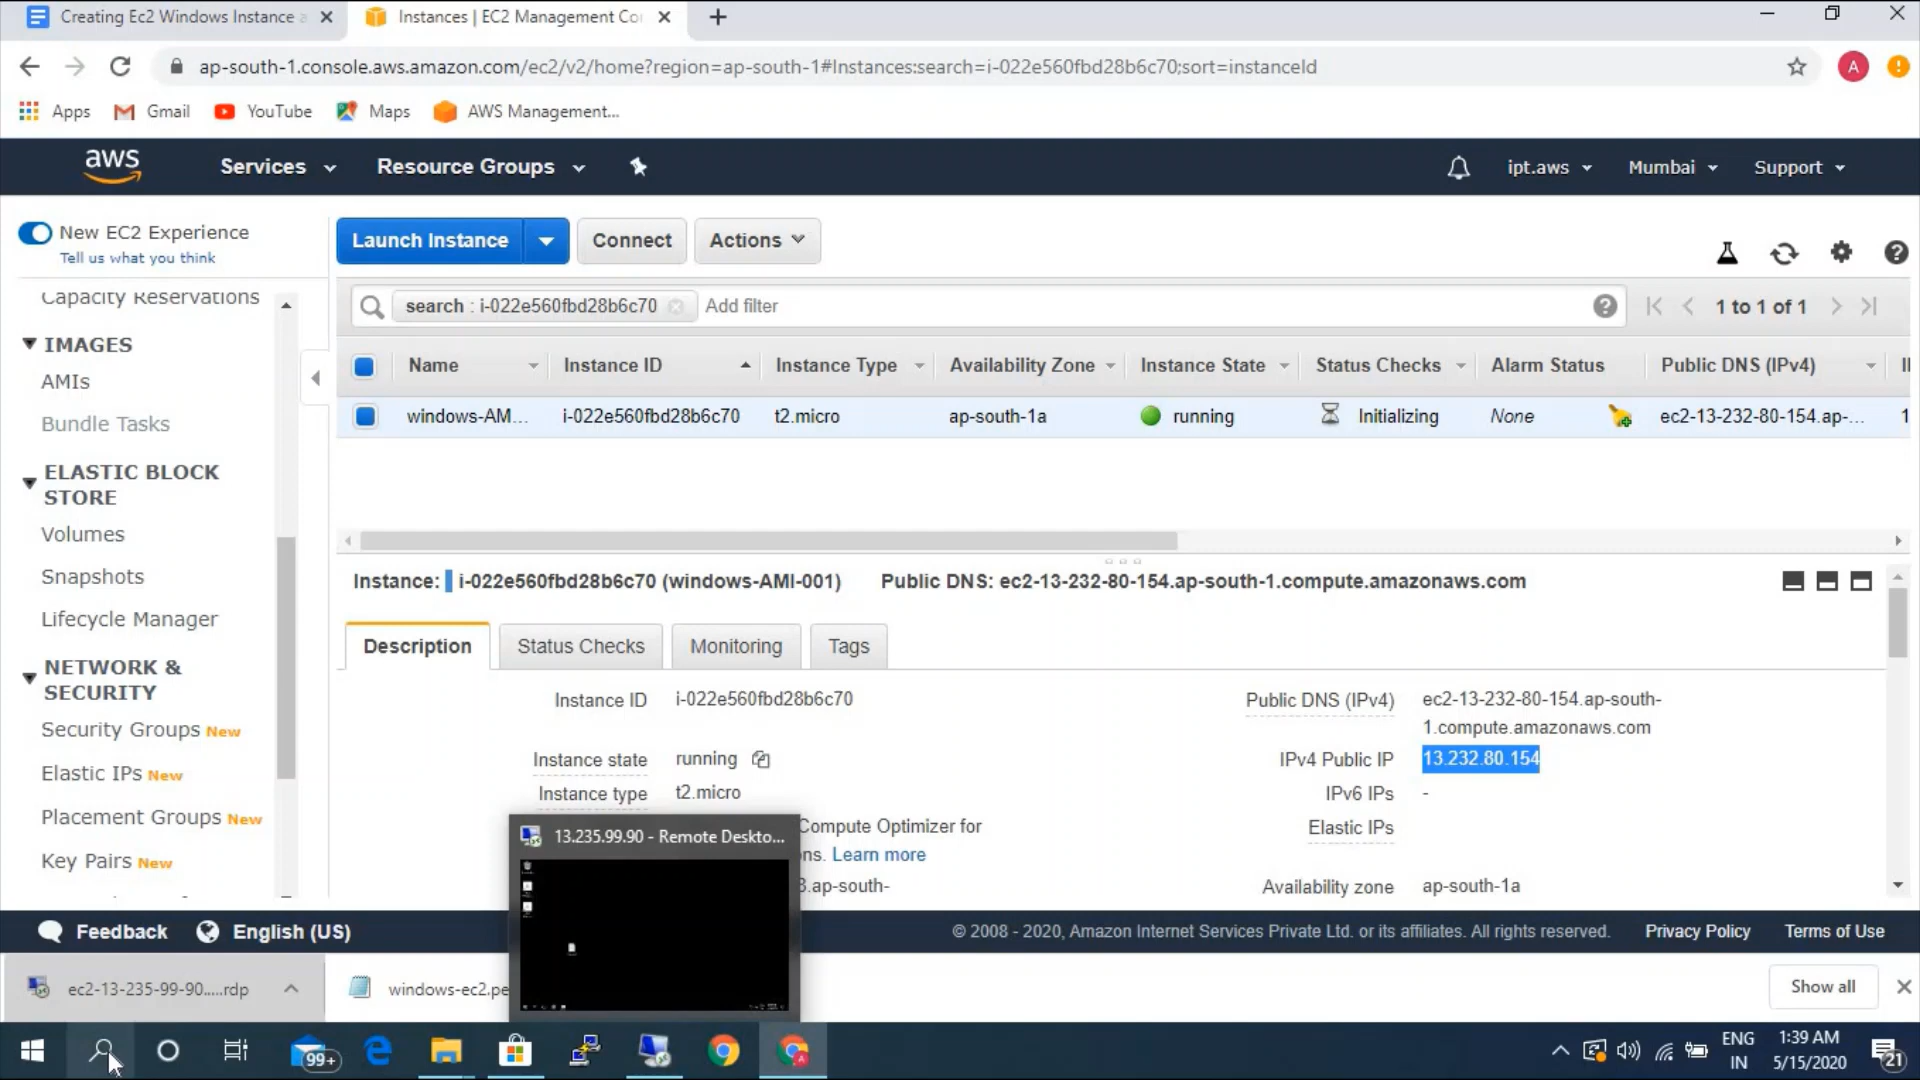 Creating Ec2 Windows Instance a
Instances | EC2 Management Co
ap-south-1.console.aws.amazon.com/ec2/v2/home?region=ap-south-1#Instances:search=i-022e560fbd28b6c70;sort=instanceId
A
Apps
Gmail
YouTube
Maps
AWS Management...
aws
Services
Resource Groups
ipt.aws
Mumbai
Support
New EC2 Experience
Tell us what you think
Launch Instance
Connect
Actions
Capacity Reservations
IMAGES
AMIs
Bundle Tasks
ELASTIC BLOCK
STORE
Volumes
Snapshots
Lifecycle Manager
NETWORK &
SECURITY
Security Groups New
Elastic IPs New
Placement Groups New
Key Pairs New
search : i-022e560fbd28b6c70
Add filter
1 to 1 of 1
Name
Instance ID
Instance Type
Availability Zone
Instance State
Status Checks
Alarm Status
Public DNS (IPv4)
windows-AM...
i-022e560fbd28b6c70
t2.micro
ap-south-1a
running
Initializing
None
ec2-13-232-80-154.ap-...
Instance: i-022e560fbd28b6c70 (windows-AMI-001)
Public DNS: ec2-13-232-80-154.ap-south-1.compute.amazonaws.com
Description
Status Checks
Monitoring
Tags
Instance ID
i-022e560fbd28b6c70
Public DNS (IPv4)
ec2-13-232-80-154.ap-south-
1.compute.amazonaws.com
Instance state
running
IPv4 Public IP
13.232.80.154
Instance type
t2.micro
IPv6 IPs
-
Compute Optimizer for
ns. Learn more
Elastic IPs
3.ap-south-
Availability zone
ap-south-1a
13.235.99.90 - Remote Deskto...
Feedback
English (US)
© 2008 - 2020, Amazon Internet Services Private Ltd. or its affiliates. All rights reserved.
Privacy Policy
Terms of Use
ec2-13-235-99-90.....rdp
windows-ec2.pe
Show all
99+
A
ENG
IN
1:39 AM
5/15/2020
21